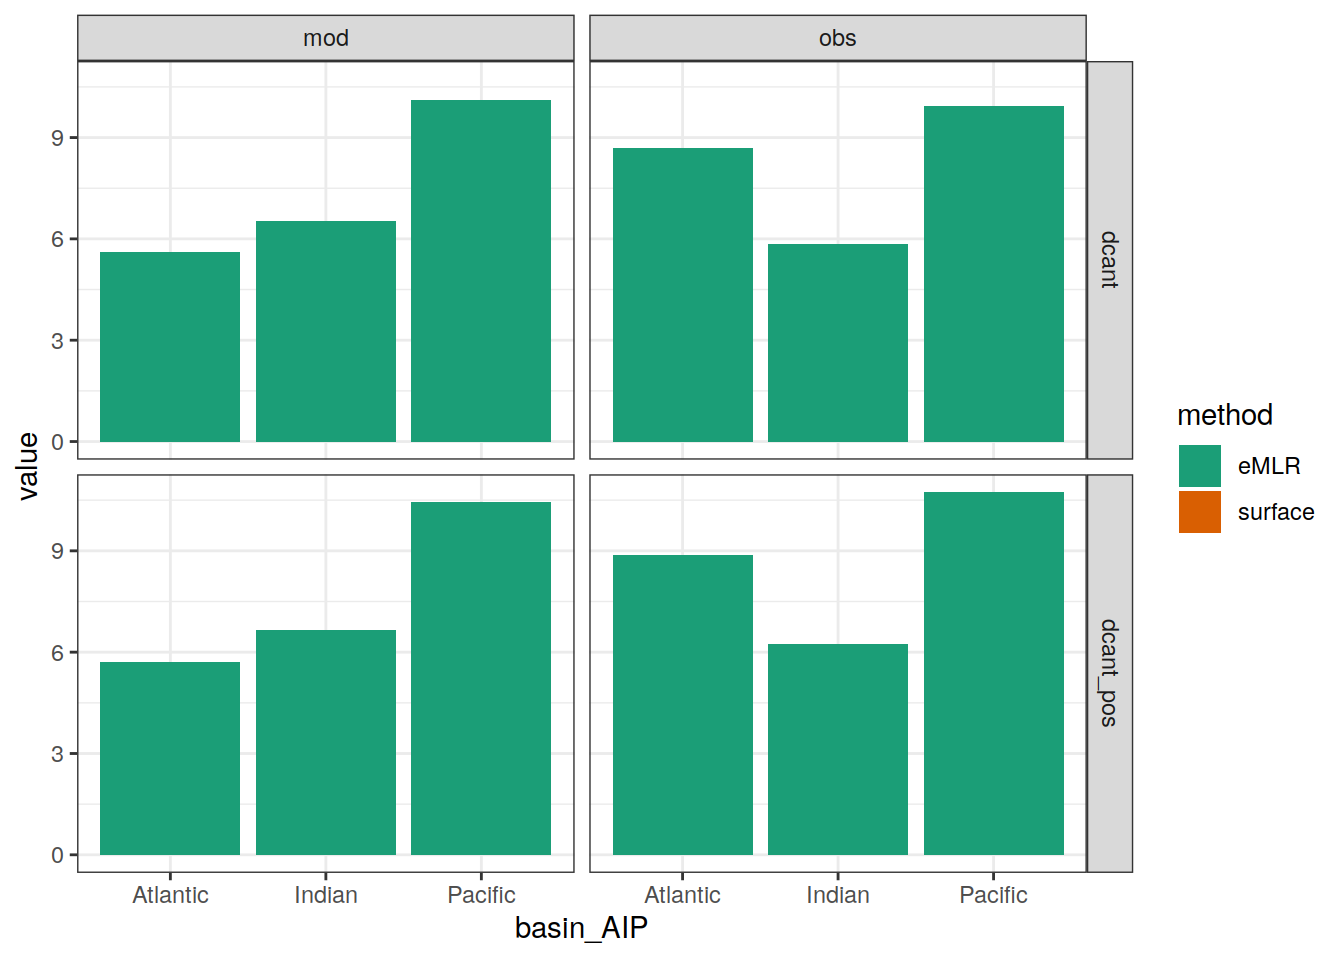 mod
obs
9
6
3
0
dcant
9
6
3
0
dcant_pos
Atlantic
Indian
Pacific
Atlantic
Indian
Pacific
basin_AIP
value
method
eMLR
surface